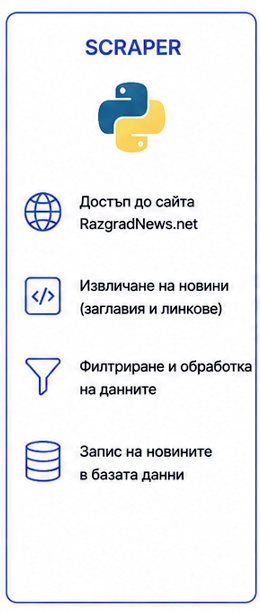 SCRAPER
Достъп до сайта
RazgradNews.net
Извличане на новини
(заглавия и линкове)
Филтриране и обработка
на данните
Запис на новините
в базата данни